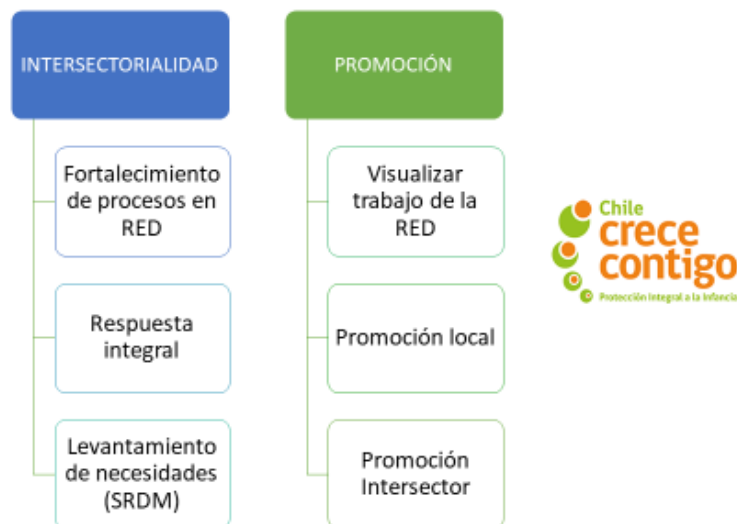 INTERSECTORIALIDAD
Fortalecimiento
de procesos en
RED
Respuesta
integral
Levantamiento
de necesidades
(SRDM)
PROMOCIÓN
Visualizar
trabajo de la
RED
Promoción local
Promoción
Intersector
Chile
crece
contigo
Protección Integral a la Infancia